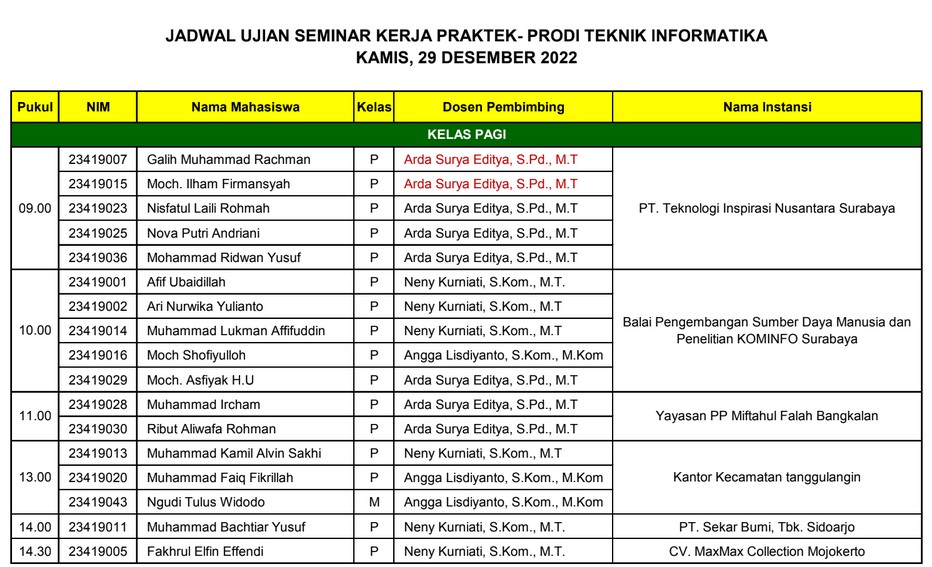 JADWAL UJIAN SEMINAR KERJA PRAKTEK- PRODI TEKNIK INFORMATIKA
KAMIS, 29 DESEMBER 2022
Pukul NIM Nama Mahasiswa Kelas Dosen Pembimbing Nama Instansi
KELAS PAGI
09.00 23419007 Galih Muhammad Rachman P Arda Surya Editya, S.Pd., M.T PT. Teknologi Inspirasi Nusantara Surabaya
23419015 Moch. Ilham Firmansyah P Arda Surya Editya, S.Pd., M.T
23419023 Nisfatul Laili Rohmah P Arda Surya Editya, S.Pd., M.T
23419025 Nova Putri Andriani P Arda Surya Editya, S.Pd., M.T
23419036 Mohammad Ridwan Yusuf P Arda Surya Editya, S.Pd., M.T
10.00 23419001 Afif Ubaidillah P Neny Kurniati, S.Kom., M.T. Balai Pengembangan Sumber Daya Manusia dan
Penelitian KOMINFO Surabaya
23419002 Ari Nurwika Yulianto P Neny Kurniati, S.Kom., M.T
23419014 Muhammad Lukman Affifuddin P Neny Kurniati, S.Kom., M.T
23419016 Moch Shofiyulloh P Angga Lisdiyanto, S.Kom., M.Kom
23419029 Moch. Asfiyak H.U P Arda Surya Editya, S.Pd., M.T
11.00 23419028 Muhammad Ircham P Arda Surya Editya, S.Pd., M.T Yayasan PP Miftahul Falah Bangkalan
23419030 Ribut Aliwafa Rohman P Arda Surya Editya, S.Pd., M.T
13.00 23419013 Muhammad Kamil Alvin Sakhi P Neny Kurniati, S.Kom., M.T Kantor Kecamatan tanggulangin
23419020 Muhammad Faiq Fikrillah P Angga Lisdiyanto, S.Kom., M.Kom
23419043 Ngudi Tulus Widodo M Angga Lisdiyanto, S.Kom., M.Kom
14.00 23419011 Muhammad Bachtiar Yusuf P Neny Kurniati, S.Kom., M.T. PT. Sekar Bumi, Tbk. Sidoarjo
14.30 23419005 Fakhrul Elfin Effendi P Neny Kurniati, S.Kom., M.T. CV. MaxMax Collection Mojokerto